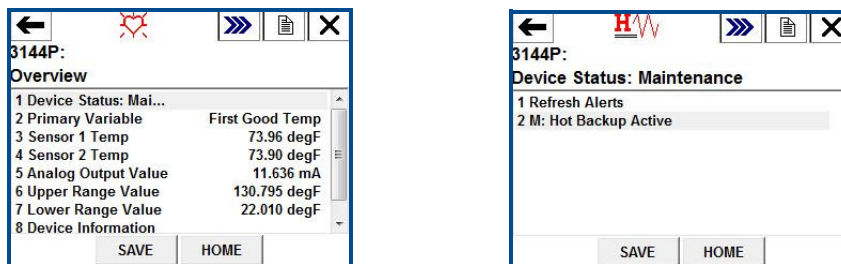 3144P:
Overview
1 Device Status: Mai...
2 Primary Variable First Good Temp
3 Sensor 1 Temp 73.96 degF
4 Sensor 2 Temp 73.90 degF
5 Analog Output Value 11.636 mA
6 Upper Range Value 130.795 degF
7 Lower Range Value 22.010 degF
8 Device Information
SAVE HOME
H
3144P:
Device Status: Maintenance
1 Refresh Alerts
2 M: Hot Backup Active
SAVE HOME